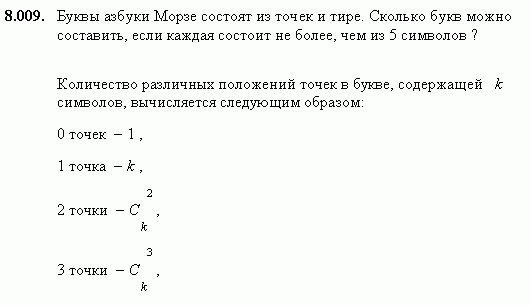 8.009. Буквы азбуки Морзе состоят из точек и тире. Сколько букв можно
составить, если каждая состоит не более, чем из 5 символов ?
Количество различных положений точек в букве, содержащей k
символов, вычисляется следующим образом:
0 точек – 1 ,
1 точка – k ,
2 точки – C_k^2 ,
3 точки – C_k^3 ,